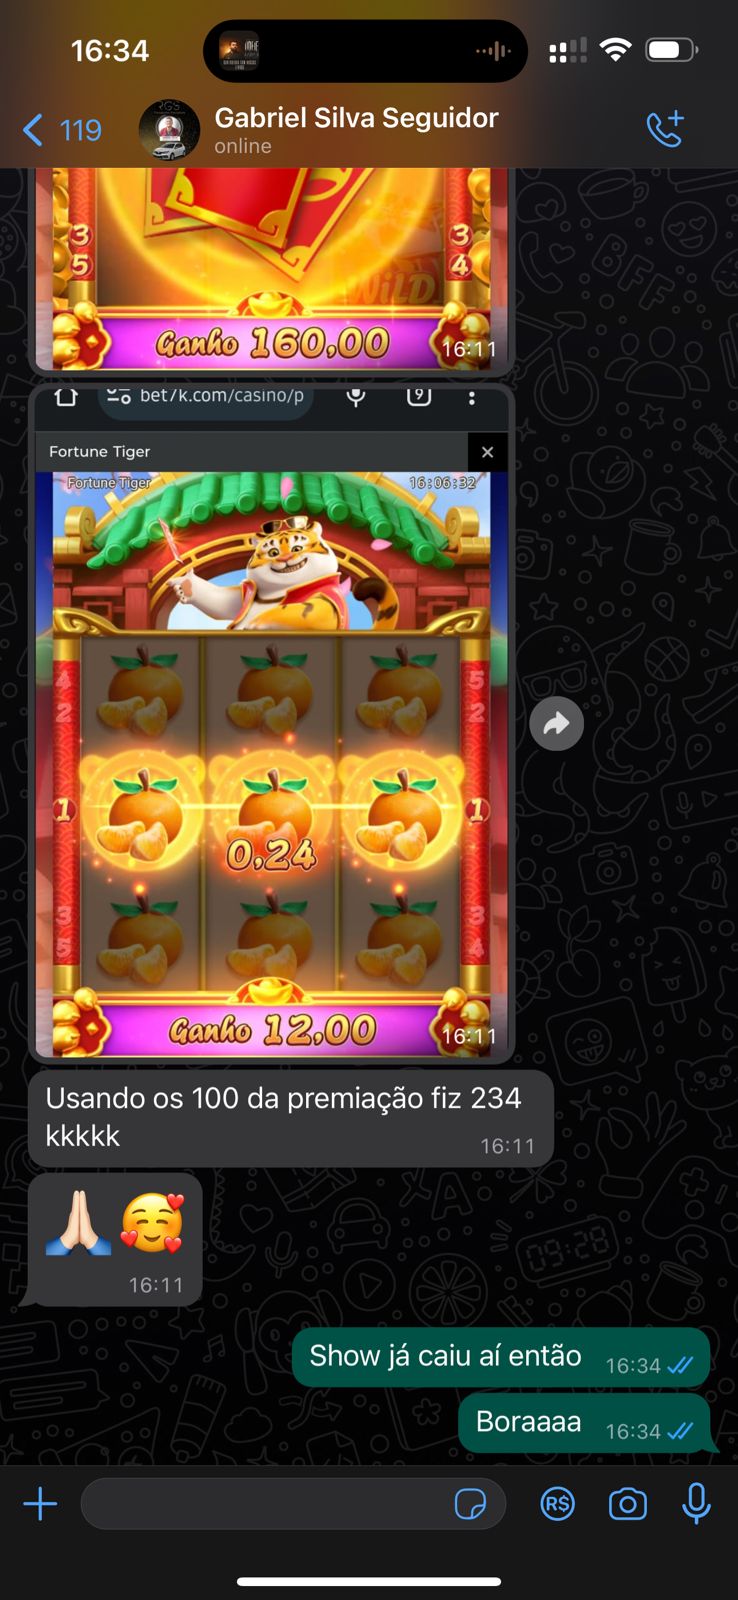 16:34
119
Gabriel Silva Seguidor
online
3
5
3
4
WILD
Ganho 160,00
16:11
bet7k.com/casino/p
9
Fortune Tiger
Fortune Tiger
16:06:32
4
2
5
2
1
1
0,24
3
5
3
4
Ganho 12,00
16:11
Usando os 100 da premiação fiz 234
kkkkk
16:11
16:11
Show já caiu aí então 16:34
Boraaaa 16:34
R$